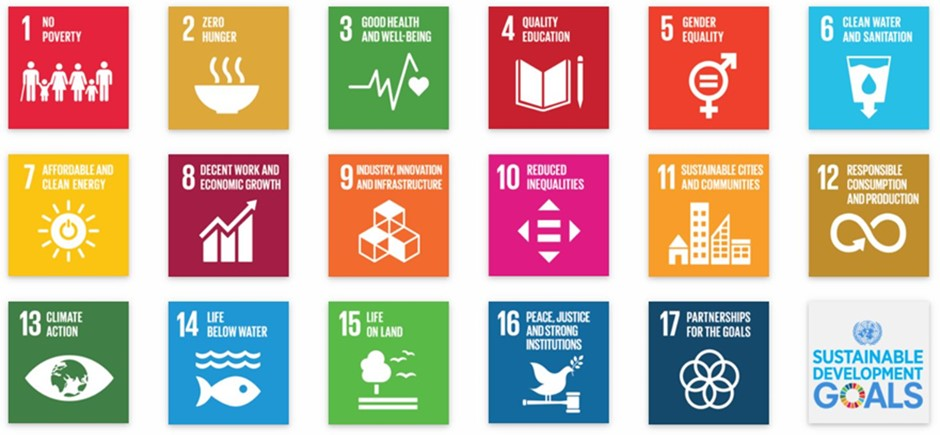 1 NO
POVERTY
2 ZERO
HUNGER
3 GOOD HEALTH
AND WELL-BEING
4 QUALITY
EDUCATION
5 GENDER
EQUALITY
6 CLEAN WATER
AND SANITATION
7 AFFORDABLE AND
CLEAN ENERGY
8 DECENT WORK AND
ECONOMIC GROWTH
9 INDUSTRY, INNOVATION
AND INFRASTRUCTURE
10 REDUCED
INEQUALITIES
11 SUSTAINABLE CITIES
AND COMMUNITIES
12 RESPONSIBLE
CONSUMPTION
AND PRODUCTION
13 CLIMATE
ACTION
14 LIFE
BELOW WATER
15 LIFE
ON LAND
16 PEACE, JUSTICE
AND STRONG
INSTITUTIONS
17 PARTNERSHIPS
FOR THE GOALS
SUSTAINABLE
DEVELOPMENT
GOALS